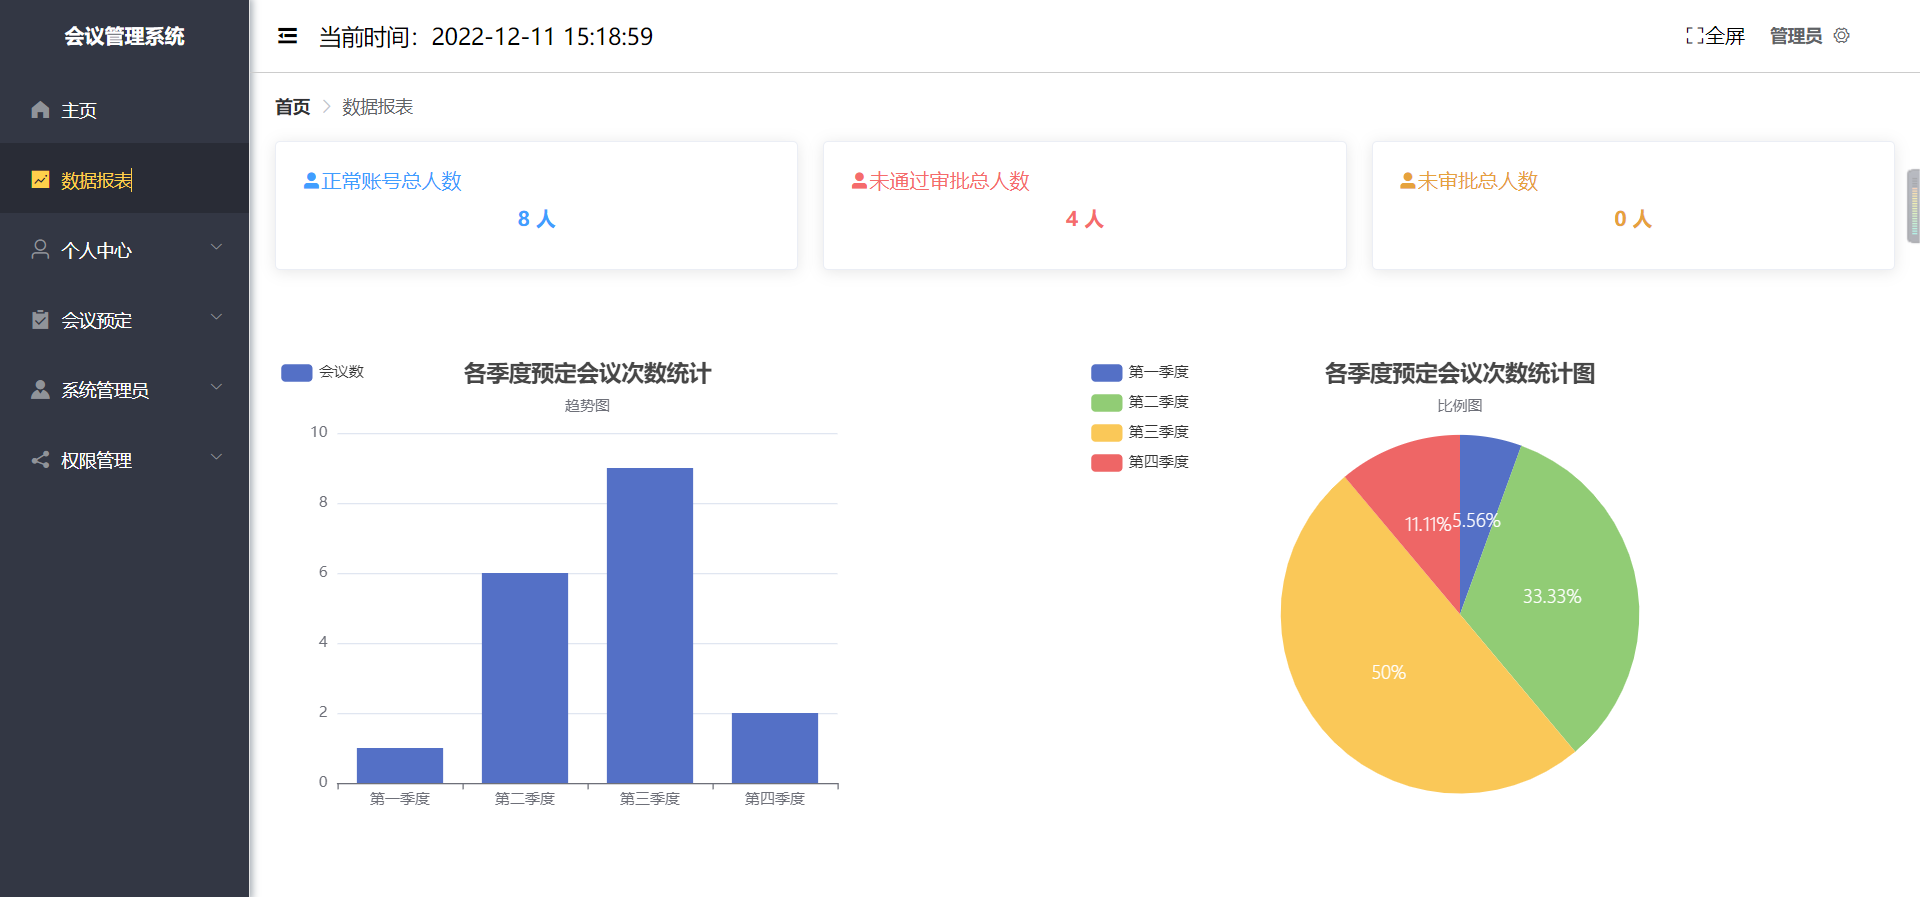 会议管理系统
主页
数据报表
个人中心
会议预定
系统管理员
权限管理
当前时间：2022-12-11 15:18:59
全屏
管理员
首页
数据报表
正常账号总人数
8 人
未通过审批总人数
4 人
未审批总人数
0 人
会议数
各季度预定会议次数统计
趋势图
10
8
6
4
2
0
第一季度
第二季度
第三季度
第四季度
第一季度
第二季度
第三季度
第四季度
各季度预定会议次数统计图
比例图
11.11%
5.56%
33.33%
50%